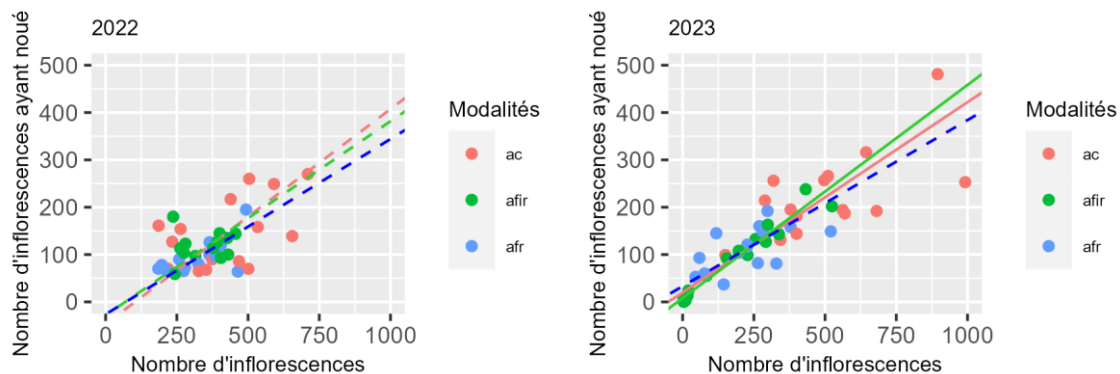 2022
Nombre d'inflorescences ayant noué
500
400
300
200
100
0
0 250 500 750 1000
Nombre d'inflorescences
Modalités
ac
afir
afr
2023
Nombre d'inflorescences ayant noué
500
400
300
200
100
0
0 250 500 750 1000
Nombre d'inflorescences
Modalités
ac
afir
afr